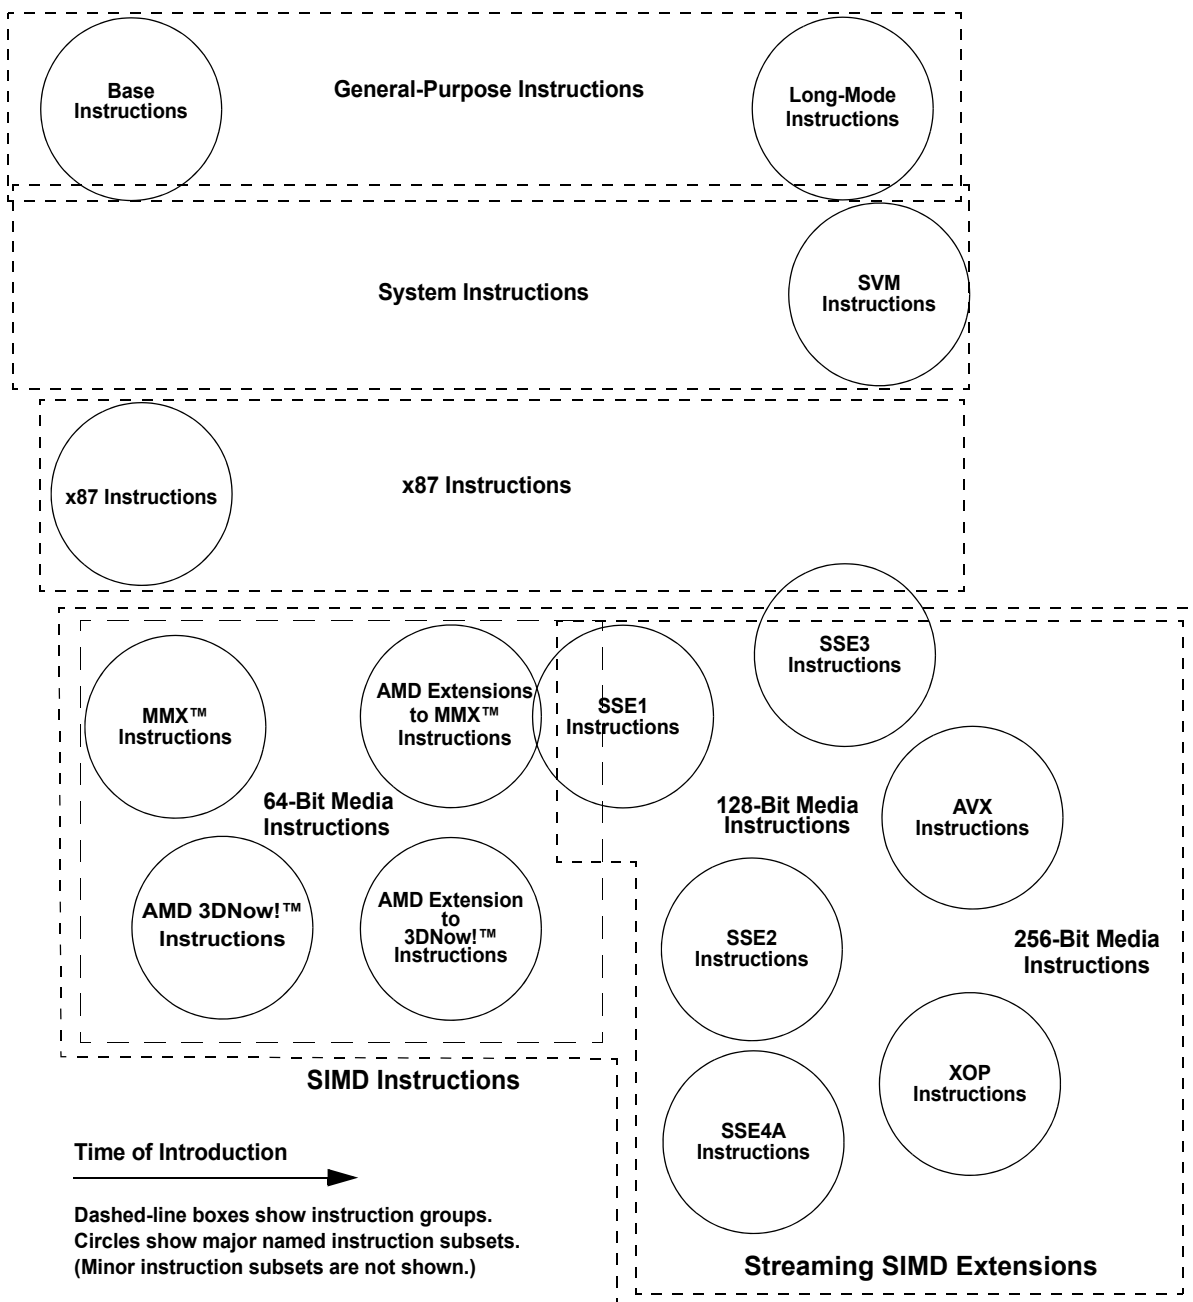 Base
Instructions
General-Purpose Instructions
Long-Mode
Instructions
System Instructions
SVM
Instructions
x87 Instructions
x87 Instructions
MMX™
Instructions
AMD Extensions
to MMX™
Instructions
SSE1
Instructions
SSE3
Instructions
64-Bit Media
Instructions
128-Bit Media
Instructions
AVX
Instructions
AMD 3DNow!™
Instructions
AMD Extension
to
3DNow!™
Instructions
SSE2
Instructions
256-Bit Media
Instructions
SIMD Instructions
XOP
Instructions
SSE4A
Instructions
Time of Introduction
Dashed-line boxes show instruction groups.
Circles show major named instruction subsets.
(Minor instruction subsets are not shown.)
Streaming SIMD Extensions